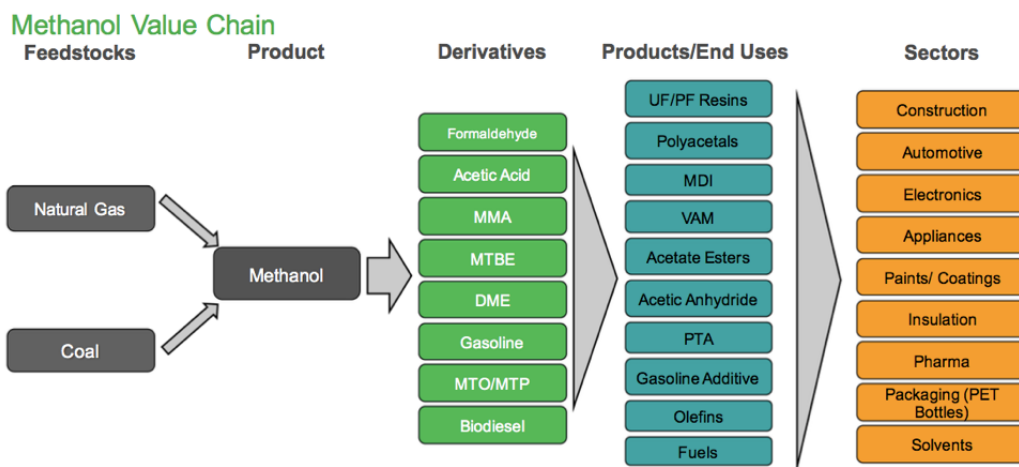 Methanol Value Chain
Feedstocks
Product
Derivatives
Products/End Uses
Sectors
Natural Gas
Coal
Methanol
Formaldehyde
Acetic Acid
MMA
MTBE
DME
Gasoline
MTO/MTP
Biodiesel
UF/PF Resins
Polyacetals
MDI
VAM
Acetate Esters
Acetic Anhydride
PTA
Gasoline Additive
Olefins
Fuels
Construction
Automotive
Electronics
Appliances
Paints/ Coatings
Insulation
Pharma
Packaging (PET
Bottles)
Solvents